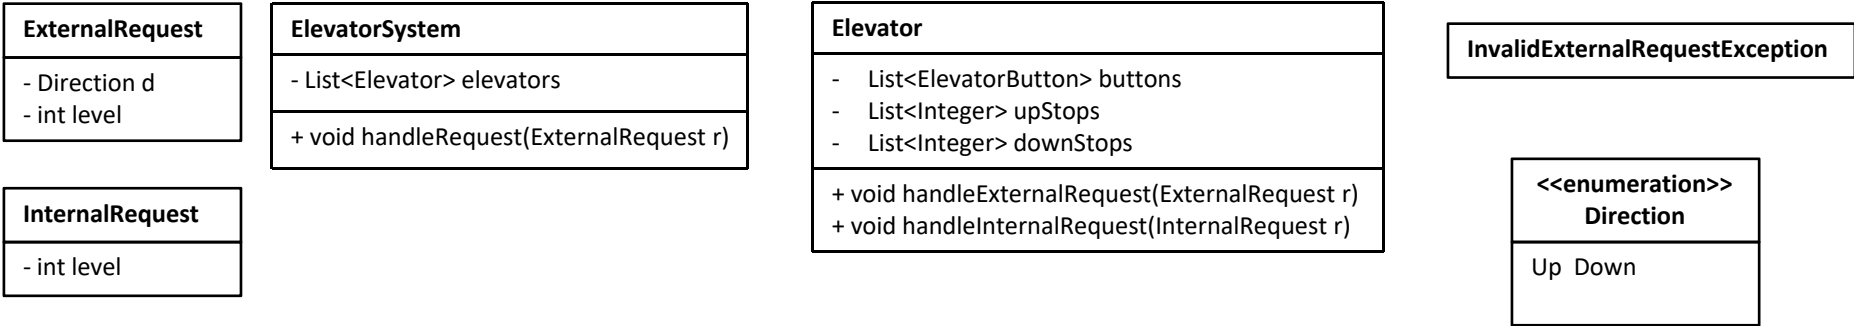 ExternalRequest
- Direction d
- int level
InternalRequest
- int level
ElevatorSystem
- List<Elevator> elevators
+ void handleRequest(ExternalRequest r)
Elevator
- List<ElevatorButton> buttons
- List<Integer> upStops
- List<Integer> downStops
+ void handleExternalRequest(ExternalRequest r)
+ void handleInternalRequest(InternalRequest r)
InvalidExternalRequestException
<<enumeration>>
Direction
Up Down